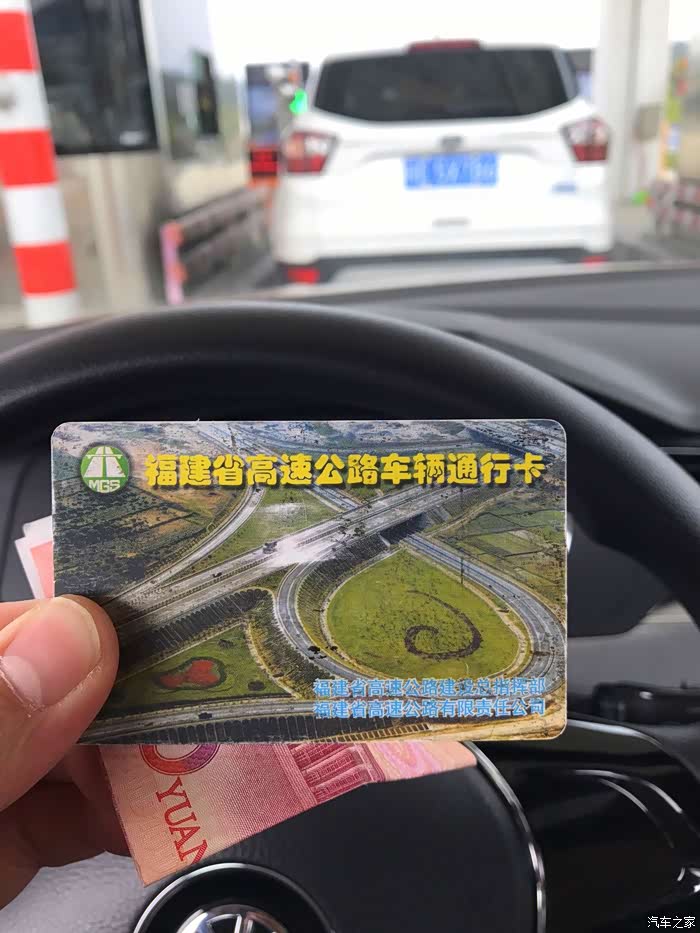 MGS
福建省高速公路车辆通行卡
福建省高速公路建设总指挥部
福建省高速公路有限责任公司
YUAN
汽车之家